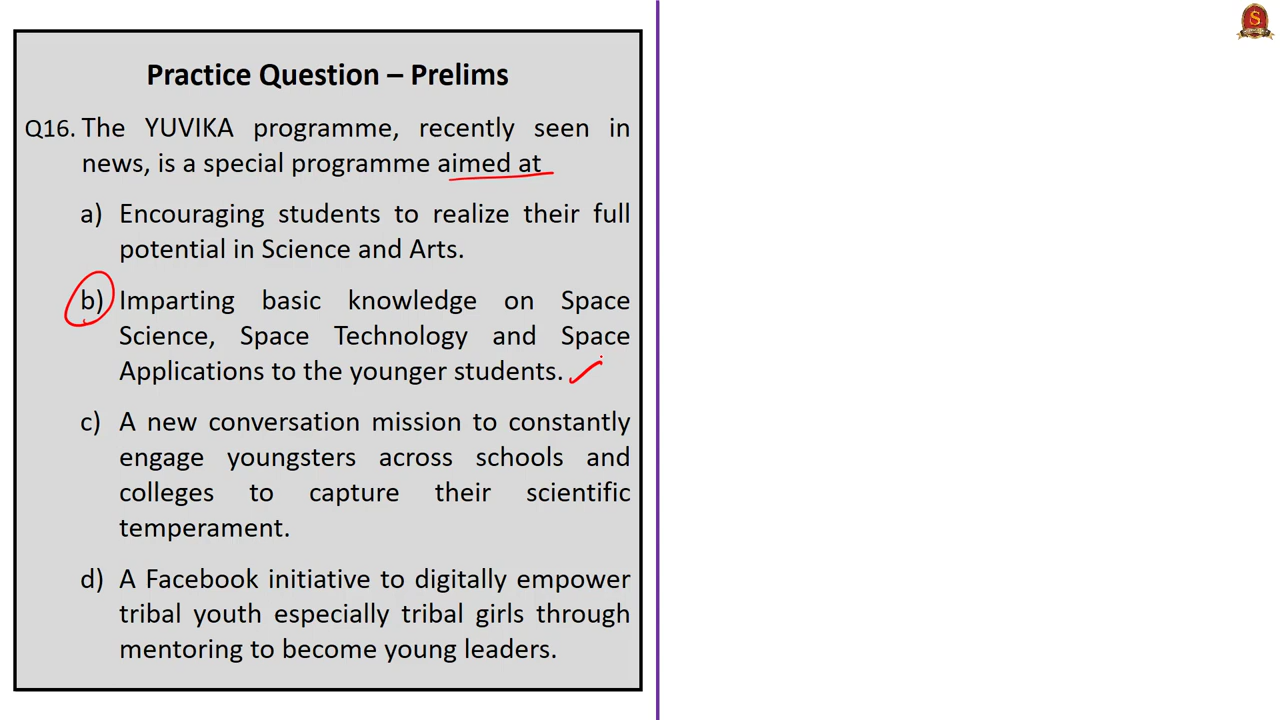 Practice Question – Prelims
Q16. The YUVIKA programme, recently seen in
news, is a special programme aimed at
a) Encouraging students to realize their full
potential in Science and Arts.
b) Imparting basic knowledge on Space
Science, Space Technology and Space
Applications to the younger students.
c) A new conversation mission to constantly
engage youngsters across schools and
colleges to capture their scientific
temperament.
d) A Facebook initiative to digitally empower
tribal youth especially tribal girls through
mentoring to become young leaders.
S